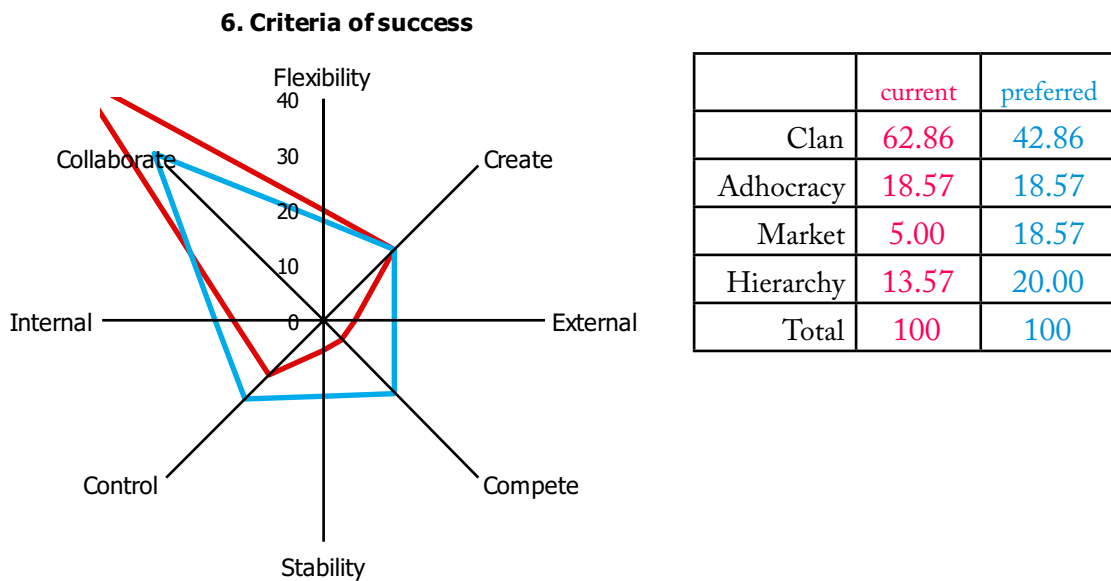 6. Criteria of success
Flexibility
40
30
20
10
0
Collaborate
Create
Internal
External
Control
Compete
Stability
current preferred
Clan 62.86 42.86
Adhocracy 18.57 18.57
Market 5.00 18.57
Hierarchy 13.57 20.00
Total 100 100